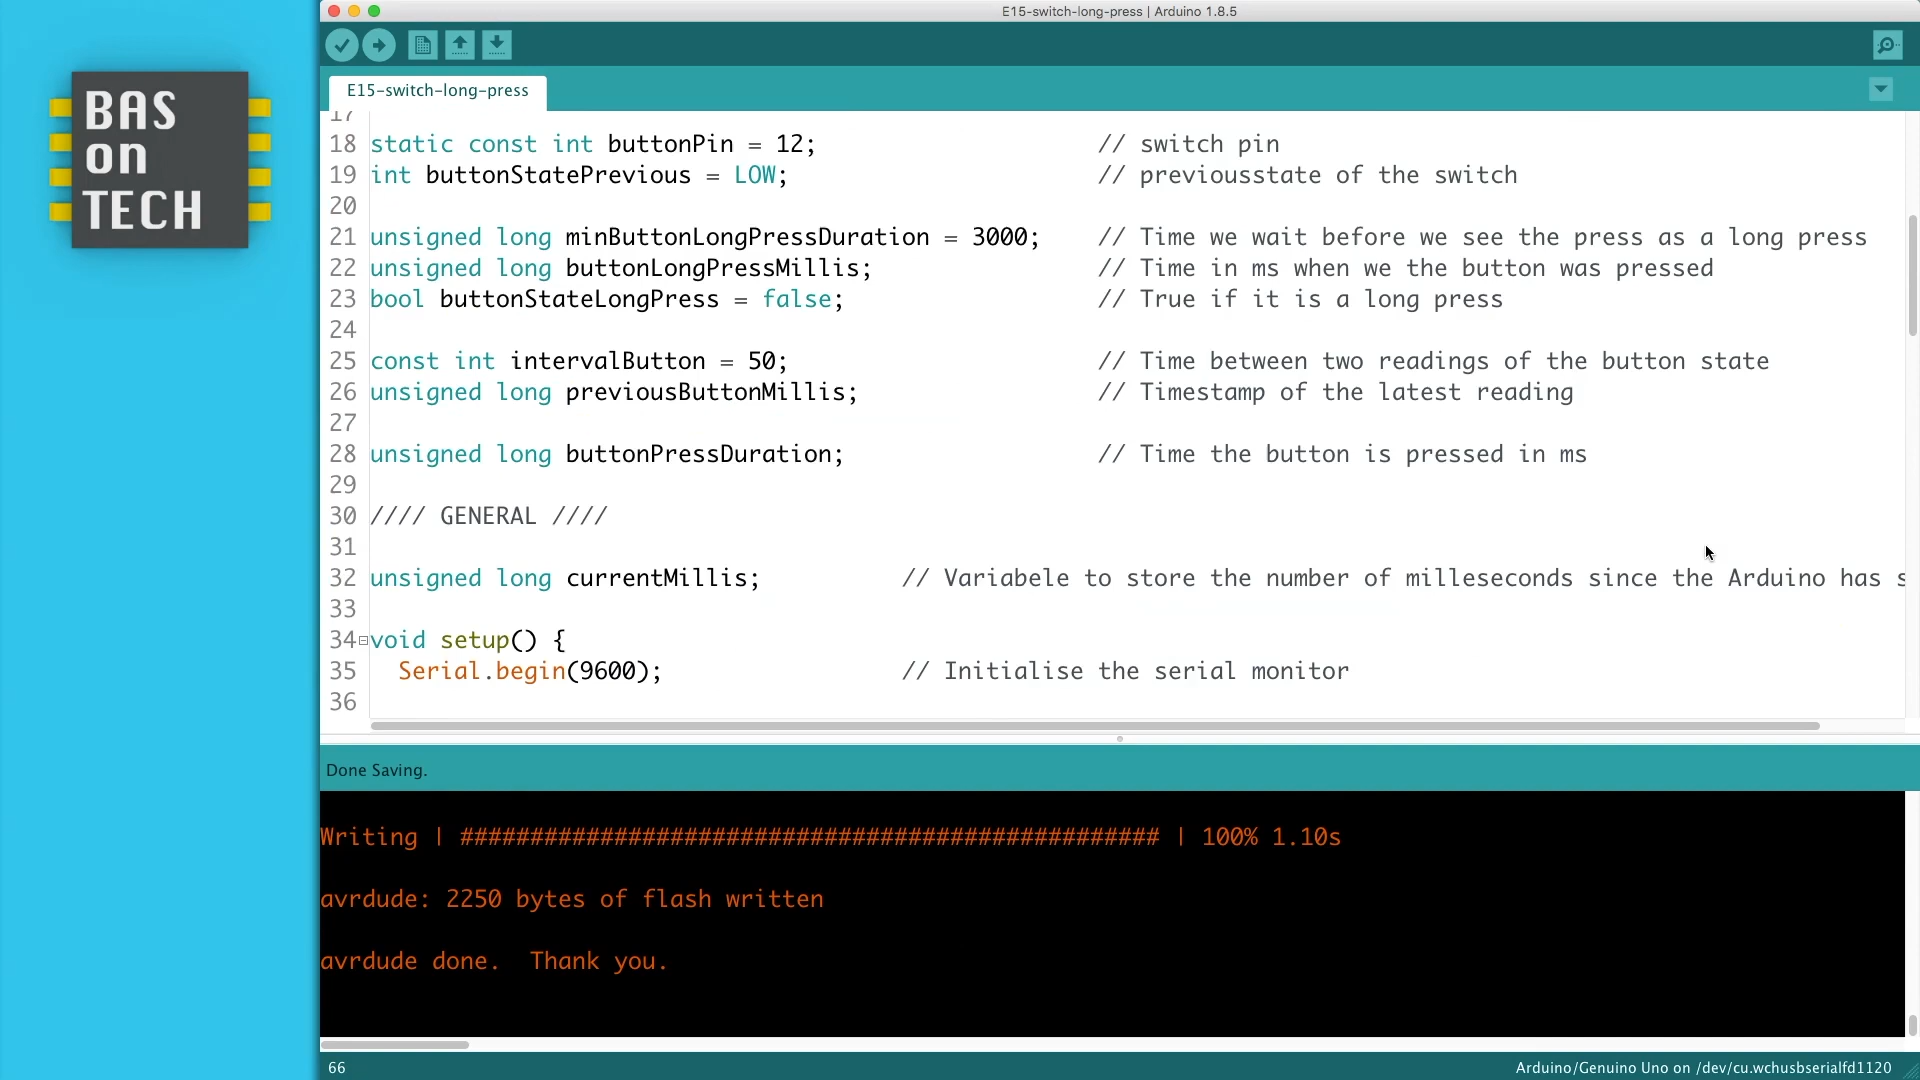 E15-switch-long-press | Arduino 1.8.5
BAS
on
TECH
E15-switch-long-press
17
18 static const int buttonPin = 12; // switch pin
19 int buttonStatePrevious = LOW; // previousstate of the switch
20
21 unsigned long minButtonLongPressDuration = 3000; // Time we wait before we see the press as a long press
22 unsigned long buttonLongPressMillis; // Time in ms when we the button was pressed
23 bool buttonStateLongPress = false; // True if it is a long press
24
25 const int intervalButton = 50; // Time between two readings of the button state
26 unsigned long previousButtonMillis; // Timestamp of the latest reading
27
28 unsigned long buttonPressDuration; // Time the button is pressed in ms
29
30 //// GENERAL ////
31
32 unsigned long currentMillis; // Variabele to store the number of milleseconds since the Arduino has s
33
34 void setup() {
35 Serial.begin(9600); // Initialise the serial monitor
36
Done Saving.
Writing | ################################################## | 100% 1.10s
avrdude: 2250 bytes of flash written
avrdude done. Thank you.
66
Arduino/Genuino Uno on /dev/cu.wchusbserialfd1120